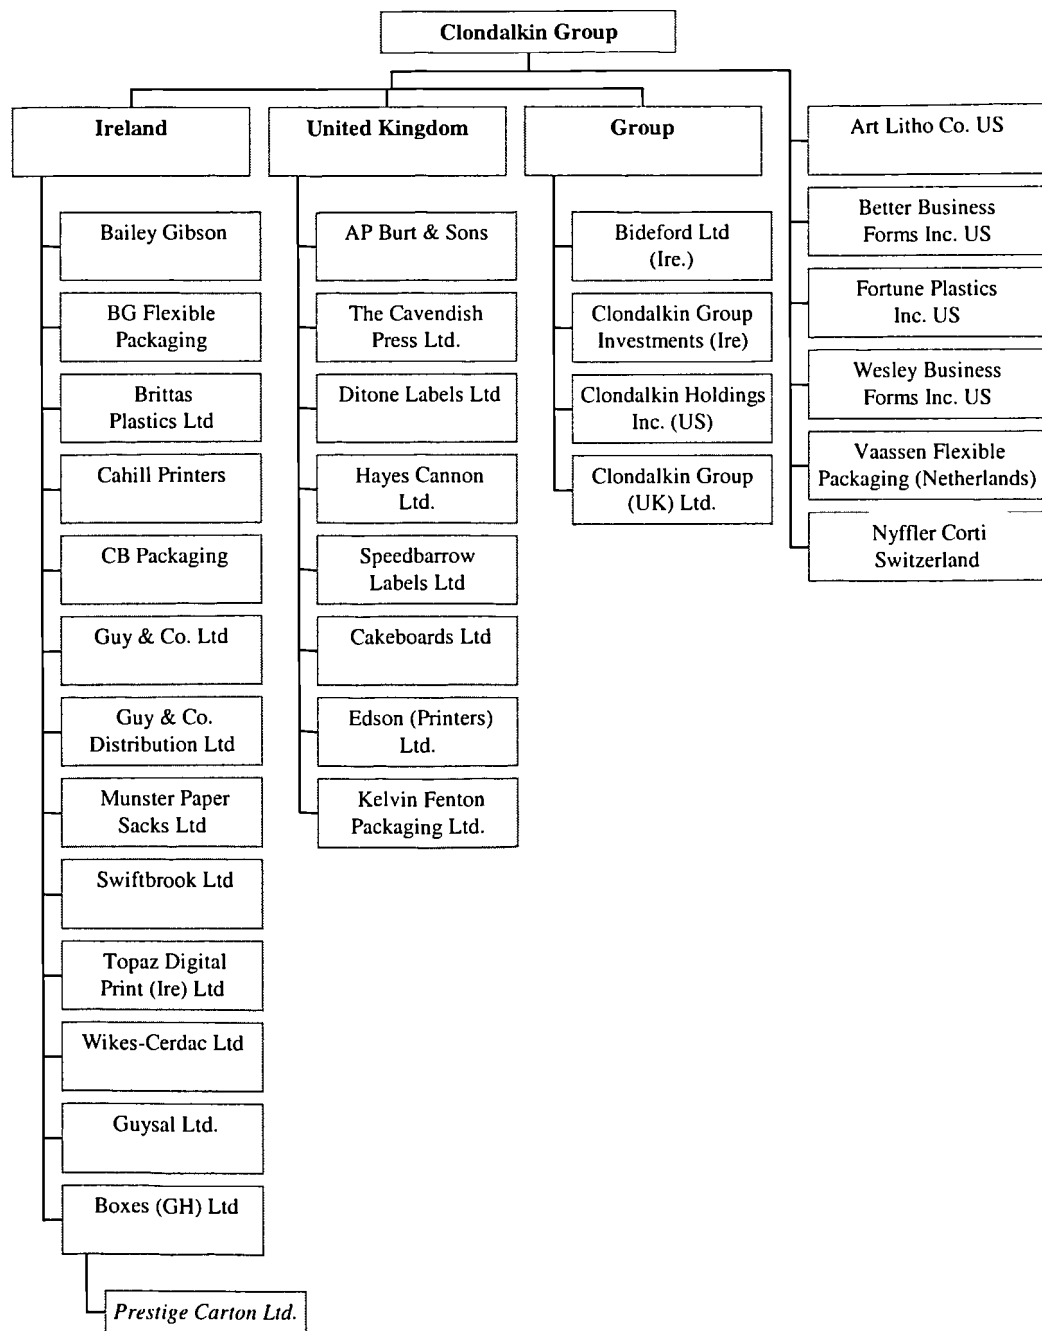 Clondalkin Group
Ireland
Bailey Gibson
BG Flexible
Packaging
Brittas
Plastics Ltd
Cahill Printers
CB Packaging
Guy & Co. Ltd
Guy & Co.
Distribution Ltd
Munster Paper
Sacks Ltd
Swiftbrook Ltd
Topaz Digital
Print (Ire) Ltd
Wikes-Cerdac Ltd
Guysal Ltd.
Boxes (GH) Ltd
Prestige Carton Ltd.
United Kingdom
AP Burt & Sons
The Cavendish
Press Ltd.
Ditone Labels Ltd
Hayes Cannon
Ltd.
Speedbarrow
Labels Ltd
Cakeboards Ltd
Edson (Printers)
Ltd.
Kelvin Fenton
Packaging Ltd.
Group
Bideford Ltd
(Ire.)
Clondalkin Group
Investments (Ire)
Clondalkin Holdings
Inc. (US)
Clondalkin Group
(UK) Ltd.
Art Litho Co. US
Better Business
Forms Inc. US
Fortune Plastics
Inc. US
Wesley Business
Forms Inc. US
Vaassen Flexible
Packaging (Netherlands)
Nyffler Corti
Switzerland